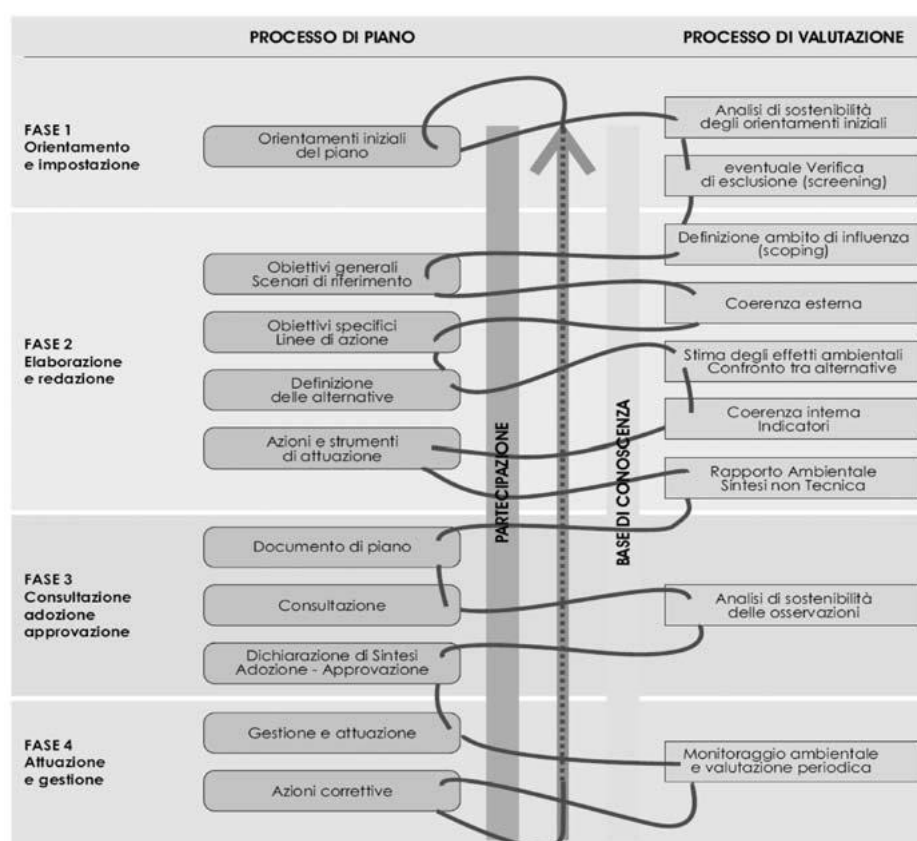 PROCESSO DI PIANO
PROCESSO DI VALUTAZIONE
FASE 1
Orientamento
e impostazione
Orientamenti iniziali
del piano
Analisi di sostenibilità
degli orientamenti iniziali
eventuale Verifica
di esclusione (screening)
FASE 2
Elaborazione
e redazione
Definizione ambito di influenza
(scoping)
Obiettivi generali
Scenari di riferimento
Coerenza esterna
Obiettivi specifici
Linee di azione
Stima degli effetti ambientali
Confronto tra alternative
Definizione
delle alternative
Coerenza interna
Indicatori
Azioni e strumenti
di attuazione
Rapporto Ambientale
Sintesi non Tecnica
PARTECIPAZIONE
BASE DI CONOSCENZA
FASE 3
Consultazione
adozione
approvazione
Documento di piano
Consultazione
Analisi di sostenibilità
delle osservazioni
Dichiarazione di Sintesi
Adozione - Approvazione
FASE 4
Attuazione
e gestione
Gestione e attuazione
Monitoraggio ambientale
e valutazione periodica
Azioni correttive